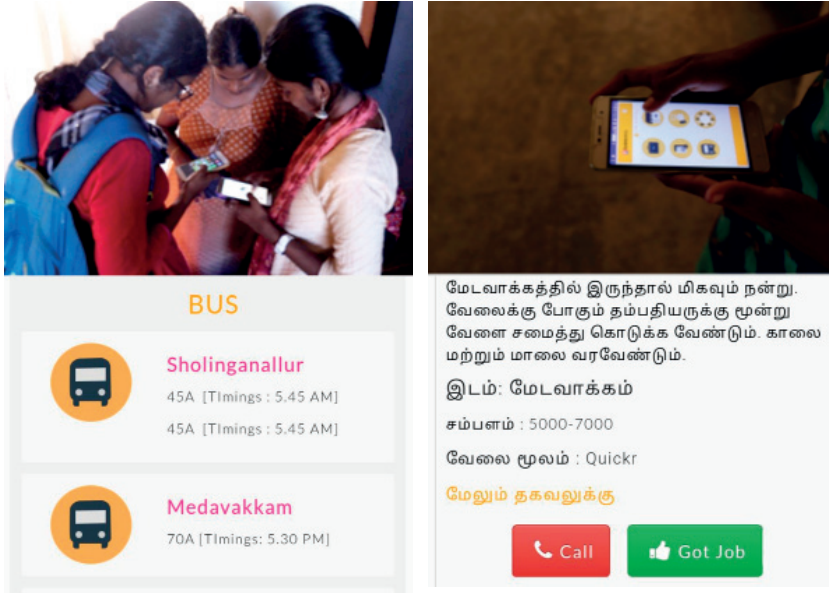 BUS
Sholinganallur
45A [TImings : 5.45 AM]
45A [TImings : 5.45 AM]
Medavakkam
70A [TImings: 5.30 PM]
மேடவாக்கத்தில் இருந்தால் மிகவும் நன்று.
வேலைக்கு போகும் தம்பதியருக்கு மூன்று
வேளை சமைத்து கொடுக்க வேண்டும். காலை
மற்றும் மாலை வரவேண்டும்.
இடம்: மேடவாக்கம்
சம்பளம் : 5000-7000
வேலை மூலம் : Quickr
மேலும் தகவலுக்கு
Call
Got Job